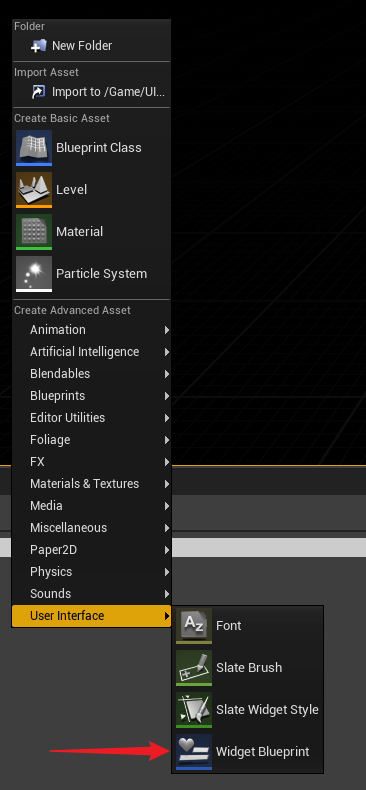 Folder
New Folder
Import Asset
Import to /Game/UI...
Create Basic Asset
Blueprint Class
Level
Material
Particle System
Create Advanced Asset
Animation
Artificial Intelligence
Blendables
Blueprints
Editor Utilities
Foliage
FX
Materials & Textures
Media
Miscellaneous
Paper2D
Physics
Sounds
User Interface
Az
Font
Slate Brush
Slate Widget Style
Widget Blueprint